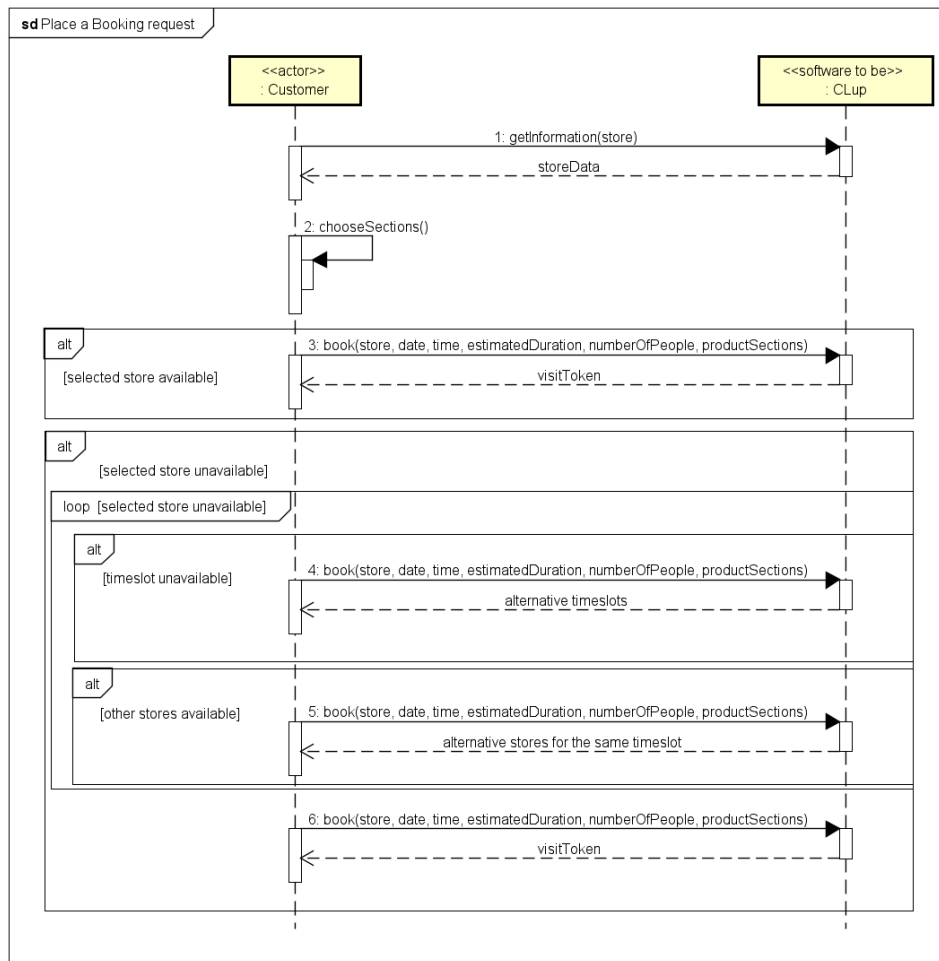 sd Place a Booking request
<<actor>>
: Customer
<<software to be>>
: CLup
1: getInformation(store)
storeData
2: chooseSections()
alt
3: book(store, date, time, estimatedDuration, numberOfPeople, productSections)
[selected store available]
visitToken
alt
[selected store unavailable]
loop [selected store unavailable]
alt
[timeslot unavailable]
4: book(store, date, time, estimatedDuration, numberOfPeople, productSections)
alternative timeslots
alt
[other stores available]
5: book(store, date, time, estimatedDuration, numberOfPeople, productSections)
alternative stores for the same timeslot
6: book(store, date, time, estimatedDuration, numberOfPeople, productSections)
visitToken